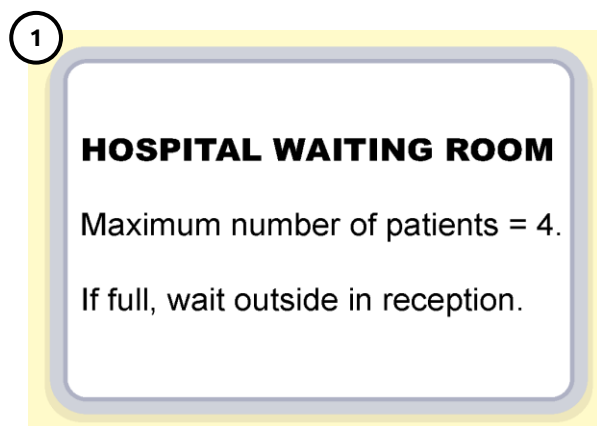 1
HOSPITAL WAITING ROOM
Maximum number of patients = 4.
If full, wait outside in reception.